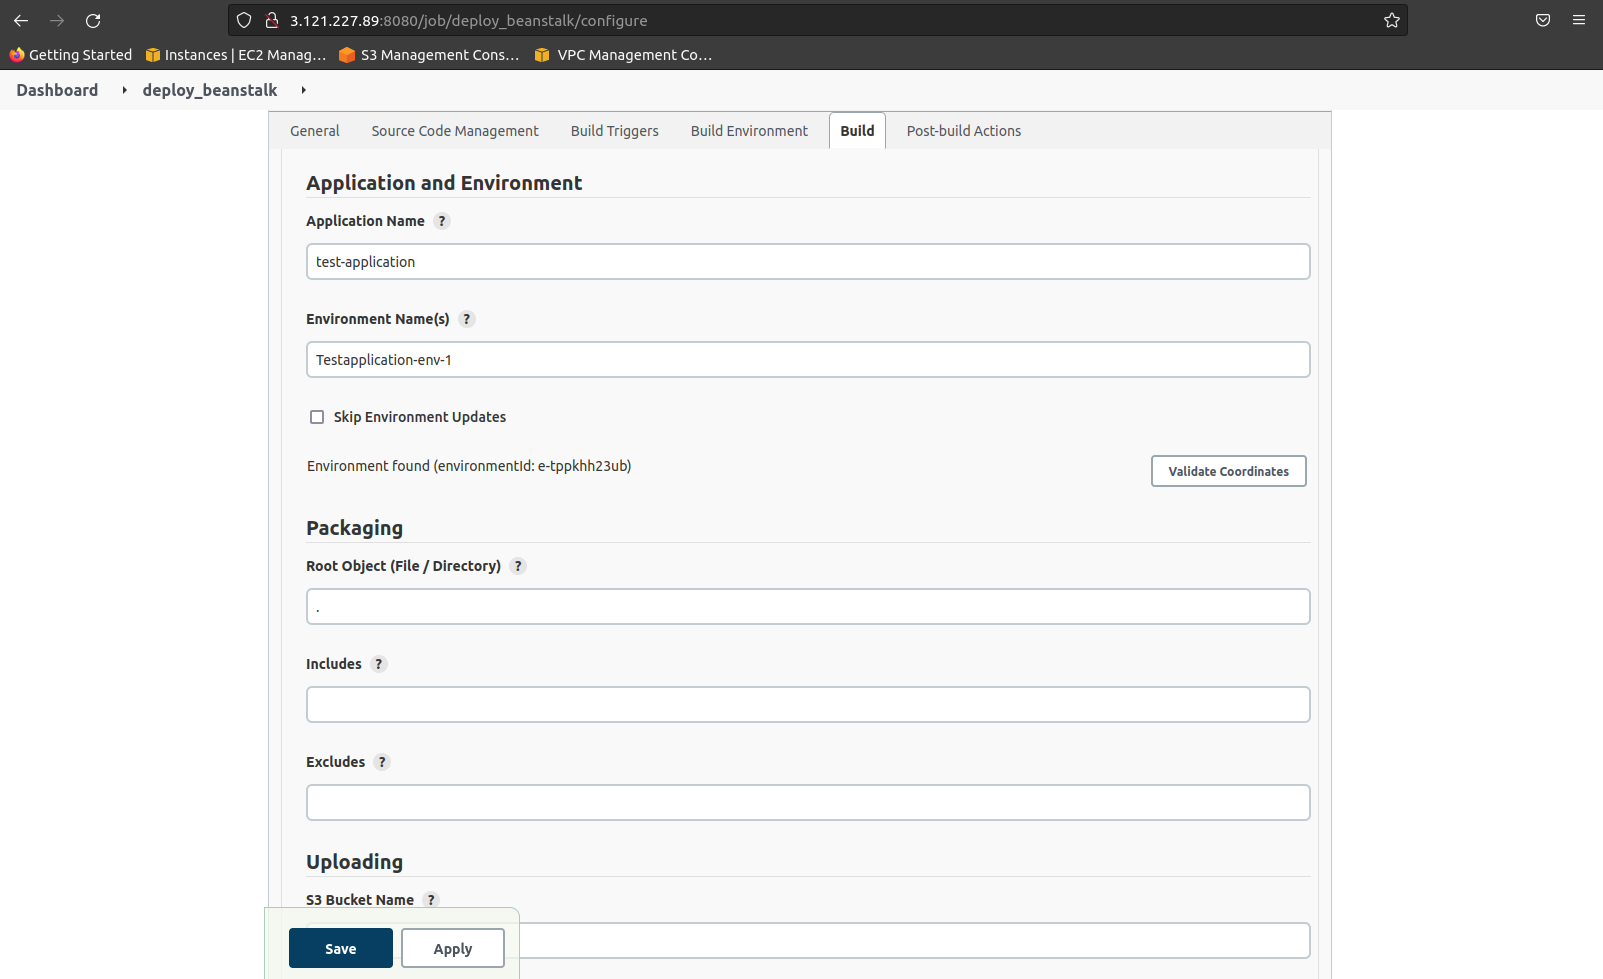 3.121.227.89:8080/job/deploy_beanstalk/configure
Getting Started Instances | EC2 Manag... S3 Management Cons... VPC Management Co...
Dashboard deploy_beanstalk
General Source Code Management Build Triggers Build Environment Build Post-build Actions
Application and Environment
Application Name ?
test-application
Environment Name(s) ?
Testapplication-env-1
Skip Environment Updates
Environment found (environmentId: e-tppkhh23ub)
Validate Coordinates
Packaging
Root Object (File / Directory) ?
.
Includes ?
Excludes ?
Uploading
S3 Bucket Name ?
Save Apply